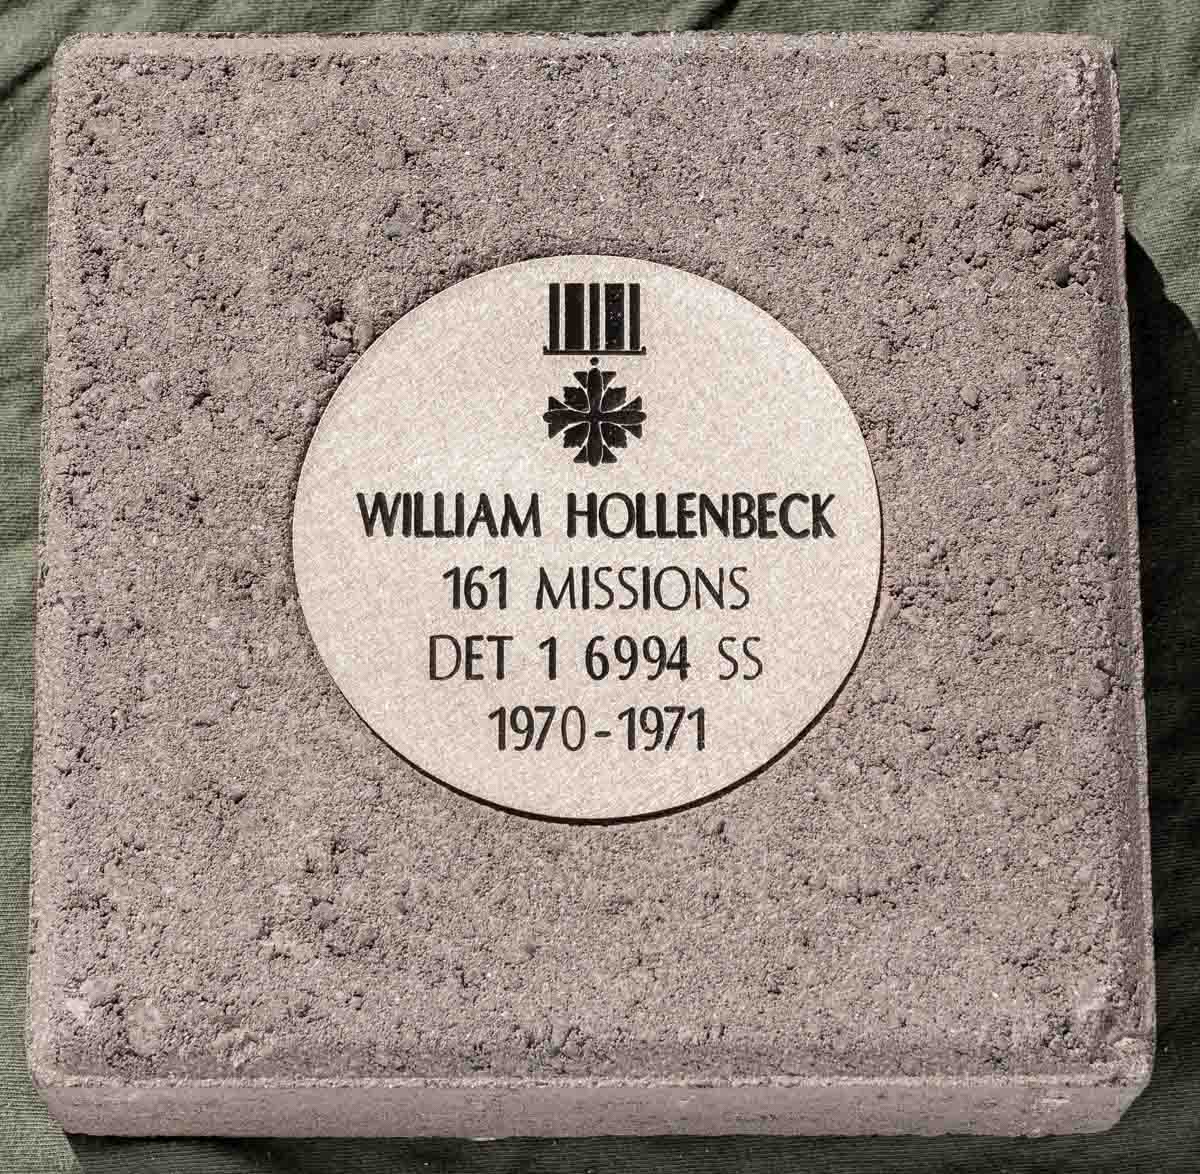 WILLIAM HOLLENBECK
161 MISSIONS
DET 1 6994 SS
1970-1971